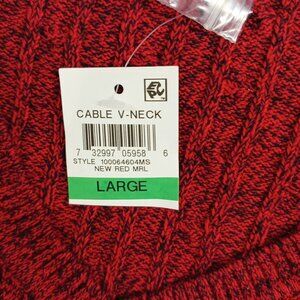 CABLE V-NECK
7 32997 05958 6
STYLE 100064604MS
NEW RED MRL
LARGE